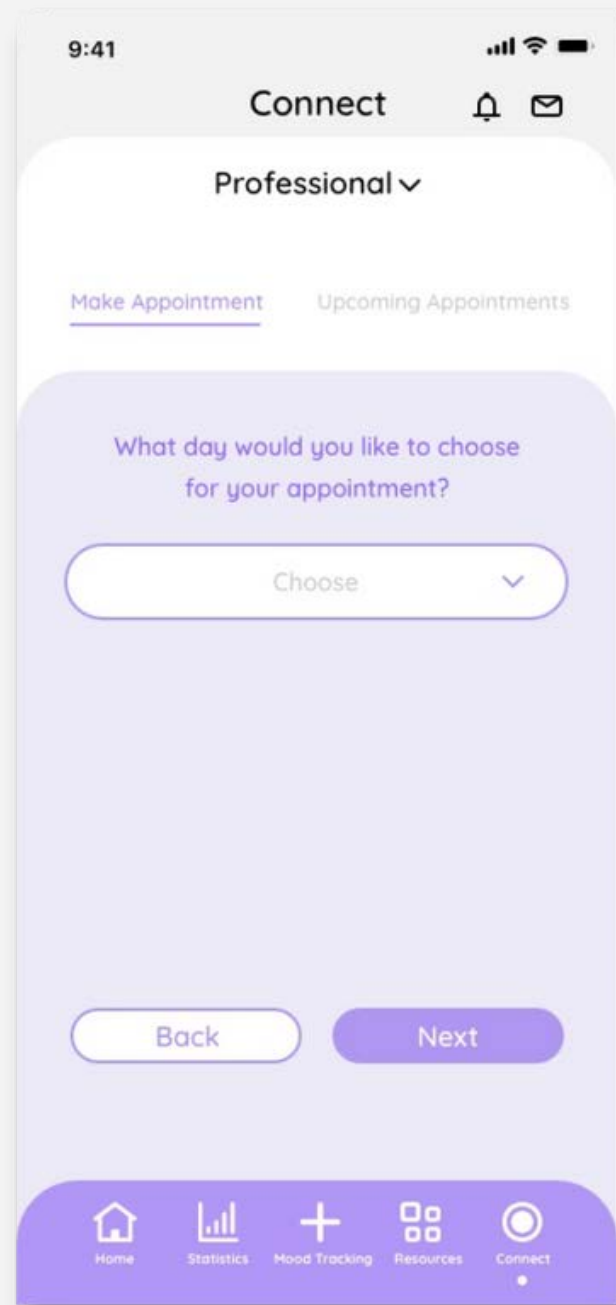 9:41
Connect
Professional
Make Appointment Upcoming Appointments
What day would you like to choose
for your appointment?
Choose
Back Next
Home Statistics Mood Tracking Resources Connect